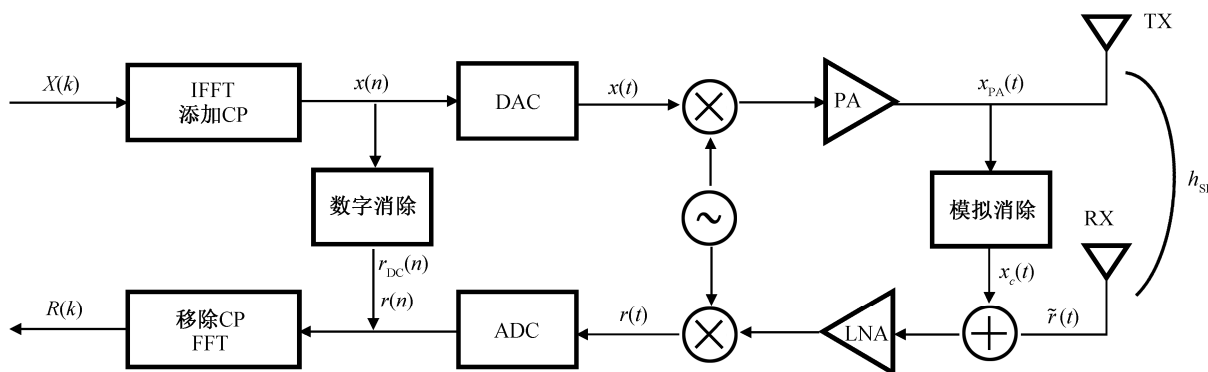 TX
X(k)
IFFT
添加CP
x(n)
DAC
x(t)
PA
x_PA(t)
数字消除
模拟消除
h_SI
RX
r_DC(n)
x_c(t)
R(k)
移除CP
FFT
r(n)
ADC
r(t)
LNA
r̃(t)